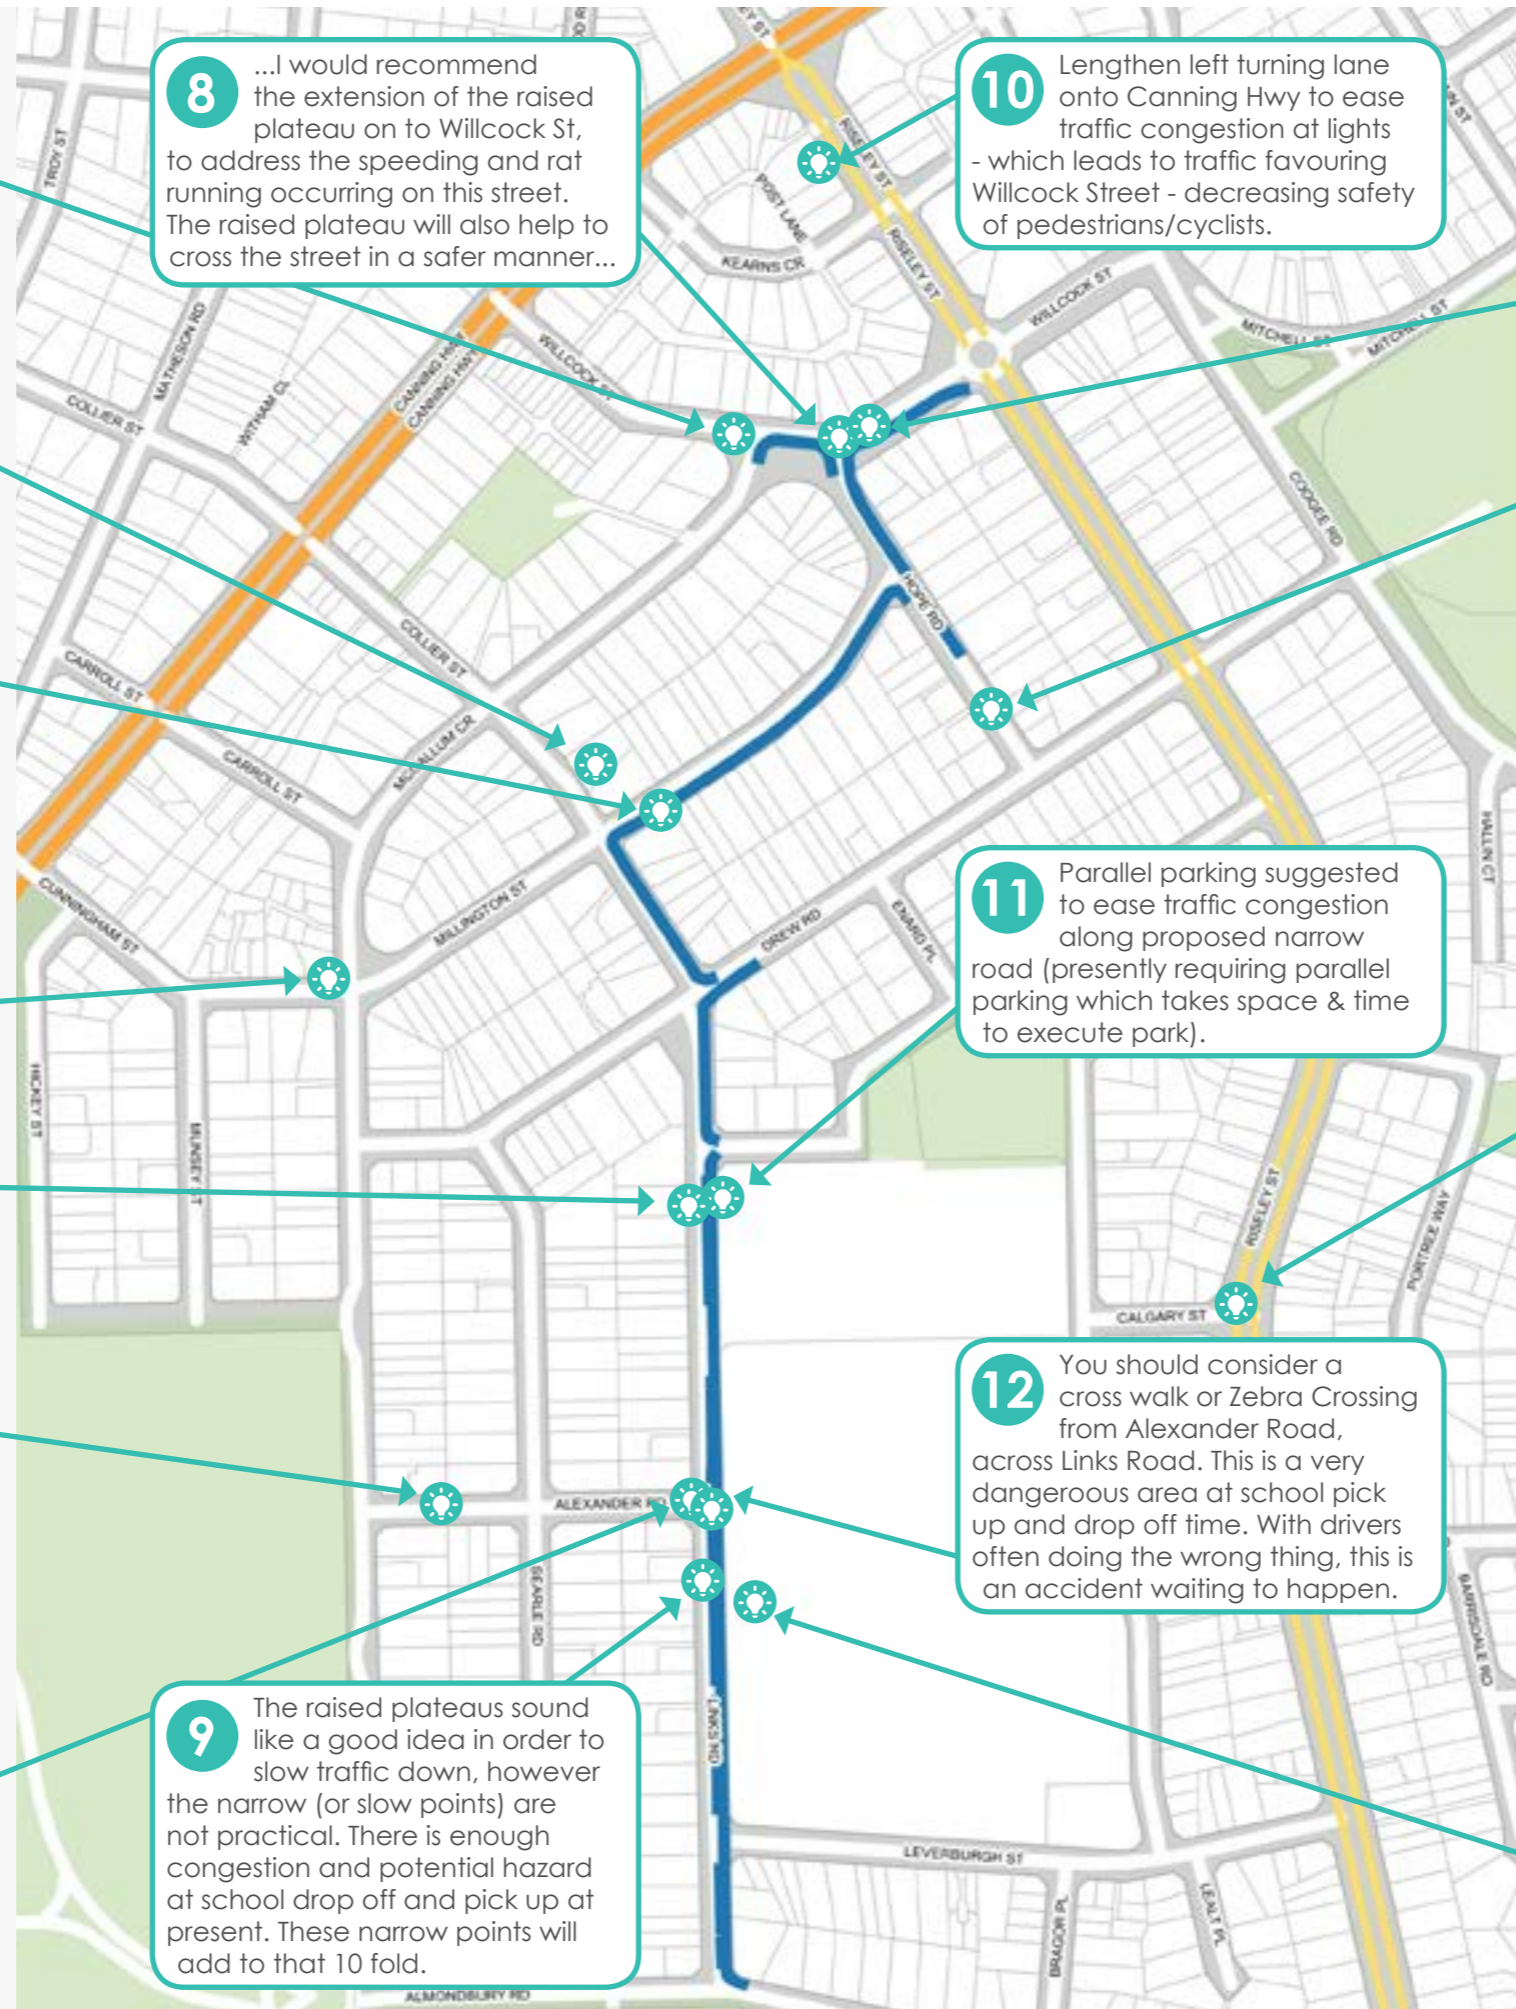 8
...I would recommend
the extension of the raised
plateau on to Willcock St,
to address the speeding and rat
running occurring on this street.
The raised plateau will also help to
cross the street in a safer manner...
10
Lengthen left turning lane
onto Canning Hwy to ease
traffic congestion at lights
- which leads to traffic favouring
Willcock Street - decreasing safety
of pedestrians/cyclists.
TROY ST
RISELEY ST
POST LANE
RISELEY ST
KEARNS CR
WILLCOCK ST
MITCHELL ST
MITCHELL ST
MATHESON RD
COLLIER ST
WITHAM CL
CANNING HWY
CANNING HWY
WILLCOCK ST
COOGEE RD
HOPE RD
COLLIER ST
CARROLL ST
CARROLL ST
MCCALLUM CR
CUNNINGHAM ST
MILLINGTON ST
DREW RD
ENARD PL
HALLIN CT
11
Parallel parking suggested
to ease traffic congestion
along proposed narrow
road (presently requiring parallel
parking which takes space & time
to execute park).
HICKEY ST
MUNSEY ST
RISELEY ST
PORTREE WAY
CALGARY ST
12
You should consider a
cross walk or Zebra Crossing
from Alexander Road,
across Links Road. This is a very
dangeroous area at school pick
up and drop off time. With drivers
often doing the wrong thing, this is
an accident waiting to happen.
ALEXANDER RD
SEARLE RD
BARRISDALE RD
LINKS RD
9
The raised plateaus sound
like a good idea in order to
slow traffic down, however
the narrow (or slow points) are
not practical. There is enough
congestion and potential hazard
at school drop off and pick up at
present. These narrow points will
add to that 10 fold.
LEVERBURGH ST
BRAGOR PL
LEALT PL
ALMONDBURY RD